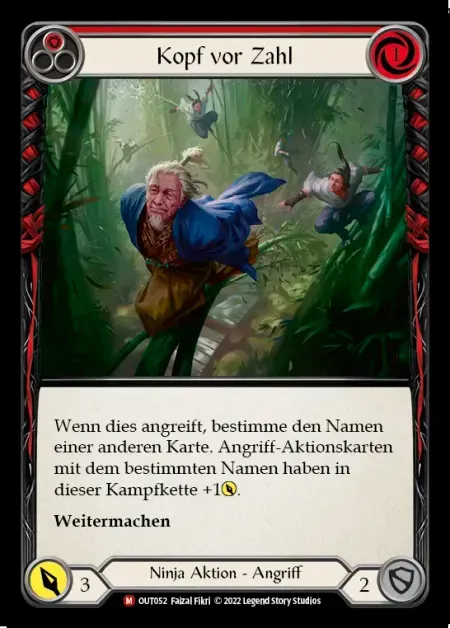 Kopf vor Zahl
1
Wenn dies angreift, bestimme den Namen
einer anderen Karte. Angriff-Aktionskarten
mit dem bestimmten Namen haben in
dieser Kampfkette +1.
Weitermachen
3
Ninja Aktion - Angriff
2
M OUT052 Faizal Fikri © 2022 Legend Story Studios